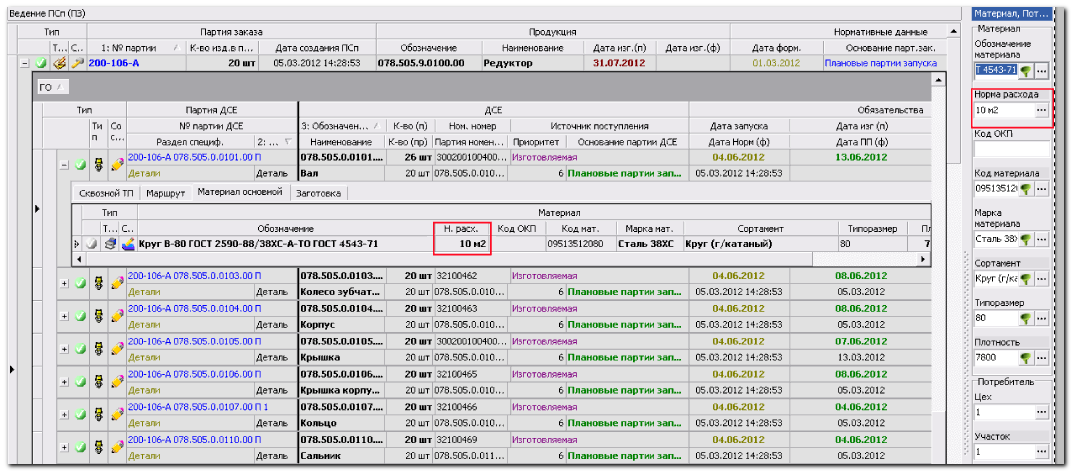 Ведение ПСп (ПЗ)
Тип Партия заказа Продукция Нормативные данные
Т... С.. 1: № партии К-во изд.в п... Дата создания ПСп Обозначение Наименование Дата изг.(п) Дата изг.(ф) Дата форм. Основание парт.зак.
200-106-А 20 шт 05.03.2012 14:28:53 078.505.9.0100.00 Редуктор 31.07.2012 01.03.2012 Плановые партии запуска
ГО
Тип Партия ДСЕ ДСЕ Обязательства
Ти п Со с... № партии ДСЕ 3: Обозначен... К-во (п) Ном. номер Источник поступления Дата запуска Дата изг (п)
Раздел специф. 2: ... Наименование К-во (пр) Партия номен... Приоритет Основание партии ДСЕ Дата Норм (ф) Дата ПП (ф)
200-106-А 078.505.0.0101.00 П 078.505.0.0101.... 26 шт 300200100400... Изготовляемая 04.06.2012 13.06.2012
Детали Деталь Вал 20 шт 078.505.0.010... 6 Плановые партии зап... 05.03.2012 14:28:53
Сквозной ТП Маршрут Материал основной Заготовка
Тип Материал
Т... С.. Обозначение Н. расх. Код ОКП Код мат. Марка мат. Сортамент Типоразмер Пл
Круг В-80 ГОСТ 2590-88/38ХС-А-ТО ГОСТ 4543-71 10 м2 09513512080 Сталь 38ХС Круг (г/катаный) 80 7
200-106-А 078.505.0.0103.00 П 078.505.0.0103.... 20 шт 32100462 Изготовляемая 04.06.2012 08.06.2012
Детали Деталь Колесо зубчат... 20 шт 078.505.0.010... 6 Плановые партии зап... 05.03.2012 14:28:53 05.03.2012
200-106-А 078.505.0.0104.00 П 078.505.0.0104.... 20 шт 32100463 Изготовляемая 04.06.2012 08.06.2012
Детали Деталь Корпус 20 шт 078.505.0.010... 6 Плановые партии зап... 05.03.2012 14:28:53 05.03.2012
200-106-А 078.505.0.0105.00 П 078.505.0.0105.... 20 шт 300200100400... Изготовляемая 04.06.2012 07.06.2012
Детали Деталь Крышка 20 шт 078.505.0.010... 6 Плановые партии зап... 05.03.2012 14:28:53 13.03.2012
200-106-А 078.505.0.0106.00 П 078.505.0.0106.... 20 шт 32100465 Изготовляемая 04.06.2012 08.06.2012
Детали Деталь Крышка корпу... 20 шт 078.505.0.010... 6 Плановые партии зап... 05.03.2012 14:28:53 05.03.2012
200-106-А 078.505.0.0107.00 П 1 078.505.0.0107.... 20 шт 32100466 Изготовляемая 04.06.2012 04.06.2012
Детали Деталь Кольцо 20 шт 078.505.0.010... 6 Плановые партии зап... 05.03.2012 14:28:53 05.03.2012
200-106-А 078.505.0.0110.00 П 078.505.0.0110.... 20 шт 32100469 Изготовляемая 04.06.2012 04.06.2012
Детали Деталь Сальник 20 шт 078.505.0.011... 6 Плановые партии зап... 05.03.2012 14:28:53 05.03.2012
Материал, Пот...
Материал
Обозначение
материала
Т 4543-71 ...
Норма расхода
10 м2 ...
Код ОКП
Код материала
0951351 ...
Марка
материала
Сталь 38 ...
Сортамент
Круг (г/ка ...
Типоразмер
80 ...
Плотность
7800 ...
Потребитель
Цех
1 ...
Участок
1 ...